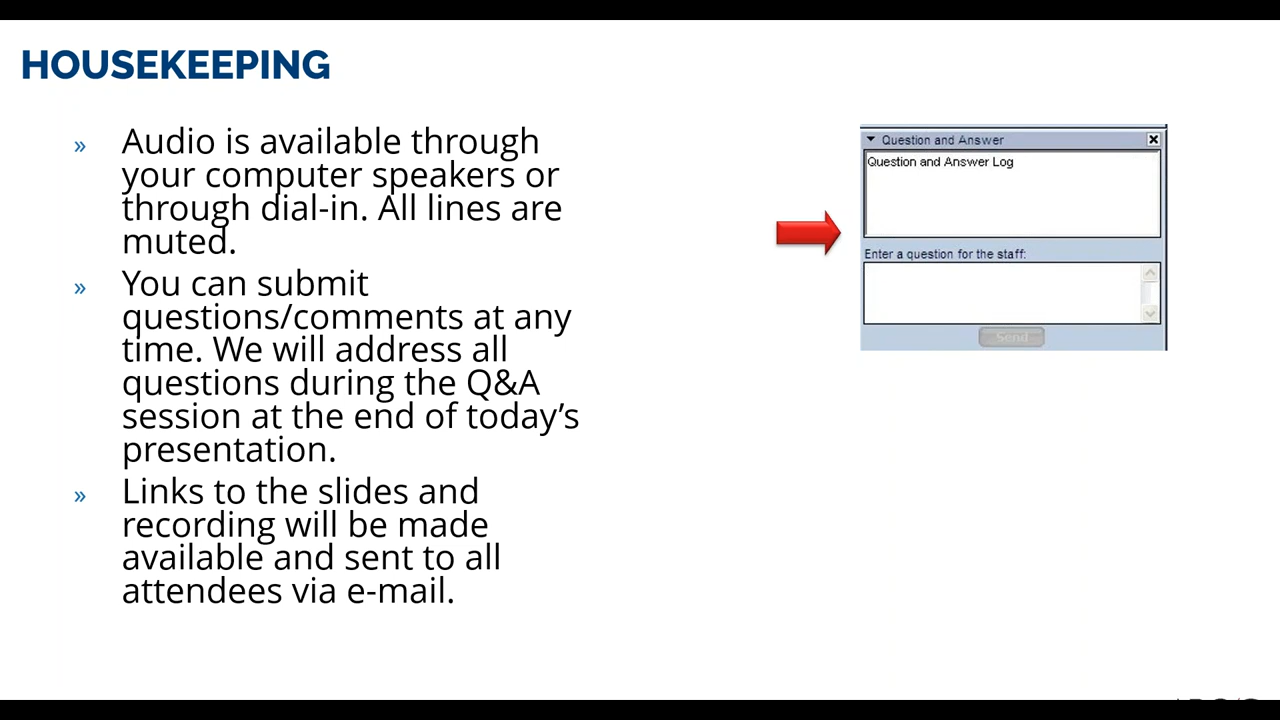 HOUSEKEEPING
» Audio is available through
your computer speakers or
through dial-in. All lines are
muted.
» You can submit
questions/comments at any
time. We will address all
questions during the Q&A
session at the end of today’s
presentation.
» Links to the slides and
recording will be made
available and sent to all
attendees via e-mail.
Question and Answer
Question and Answer Log
Enter a question for the staff:
Send